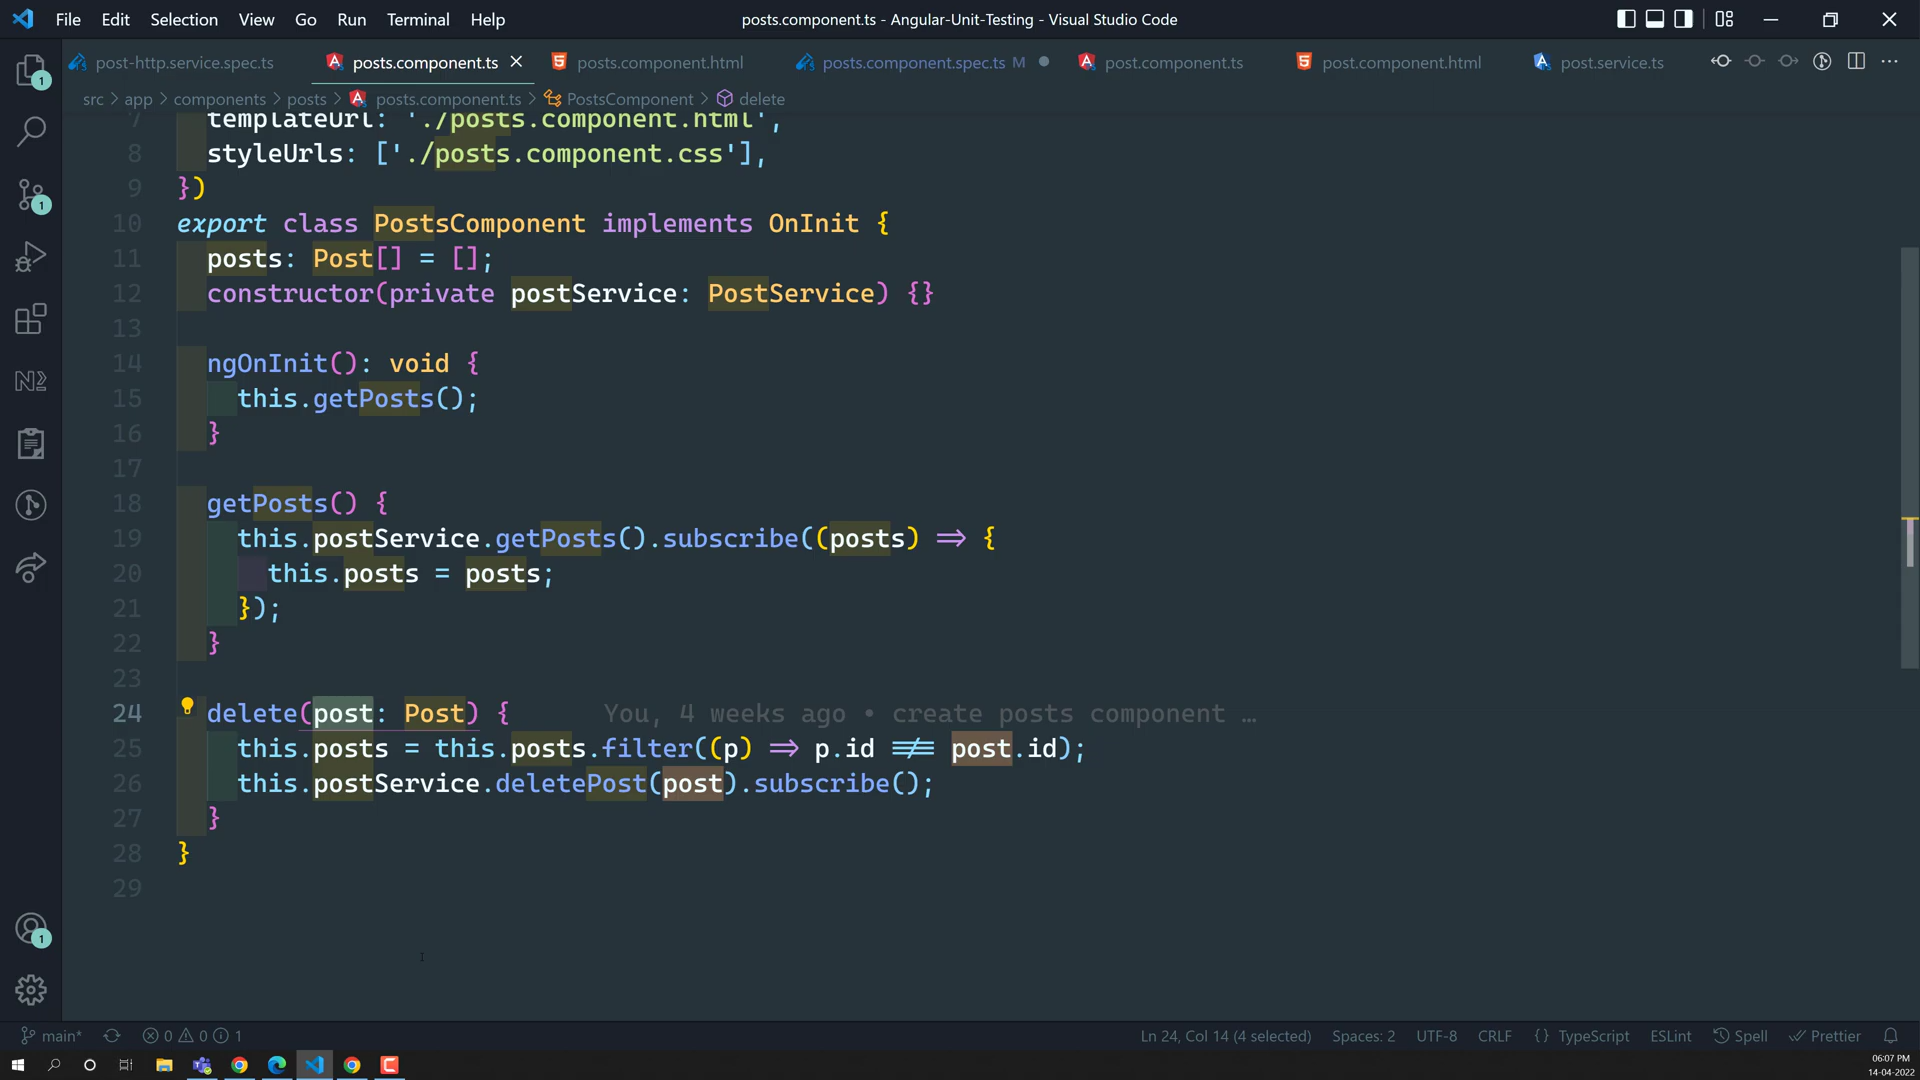 File Edit Selection View Go Run Terminal Help
posts.component.ts - Angular-Unit-Testing - Visual Studio Code
post-http.service.spec.ts posts.component.ts posts.component.html posts.component.spec.ts M post.component.ts post.component.html post.service.ts
src > app > components > posts > posts.component.ts > PostsComponent > delete
7 templateUrl: './posts.component.html',
8 styleUrls: ['./posts.component.css'],
9 })
10 export class PostsComponent implements OnInit {
11 posts: Post[] = [];
12 constructor(private postService: PostService) {}
13
14 ngOnInit(): void {
15 this.getPosts();
16 }
17
18 getPosts() {
19 this.postService.getPosts().subscribe((posts) => {
20 this.posts = posts;
21 });
22 }
23
24 delete(post: Post) { You, 4 weeks ago • create posts component …
25 this.posts = this.posts.filter((p) => p.id !== post.id);
26 this.postService.deletePost(post).subscribe();
27 }
28 }
29
1
1
1
main* 0 0 1 Ln 24, Col 14 (4 selected) Spaces: 2 UTF-8 CRLF {} TypeScript ESLint Spell Prettier
06:07 PM
14-04-2022